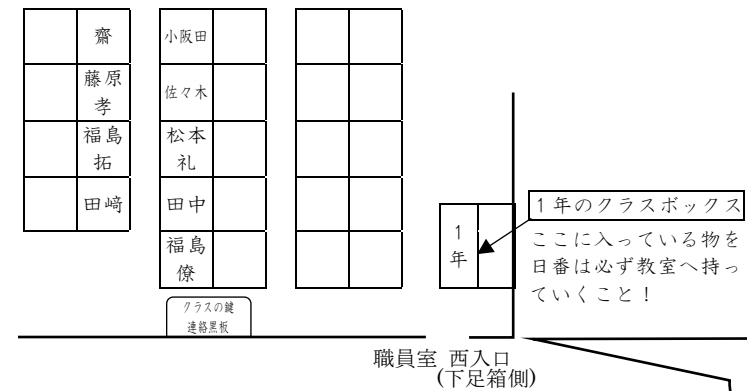 齋
藤原
孝
福島
拓
田﨑
小阪田
佐々木
松本
礼
田中
福島
僚
クラスの鍵
連絡黒板
1
年
1年のクラスボックス
ここに入っている物を
日番は必ず教室へ持っ
ていくこと!
職員室 西入口
(下足箱側)